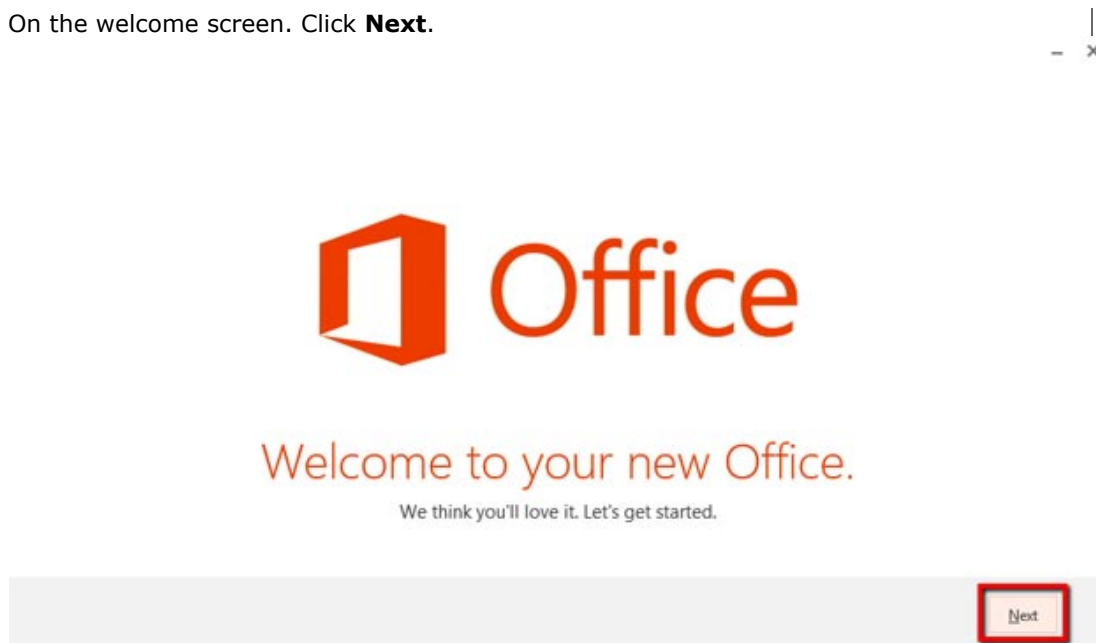 On the welcome screen. Click Next.
Office
Welcome to your new Office.
We think you'll love it. Let's get started.
Next